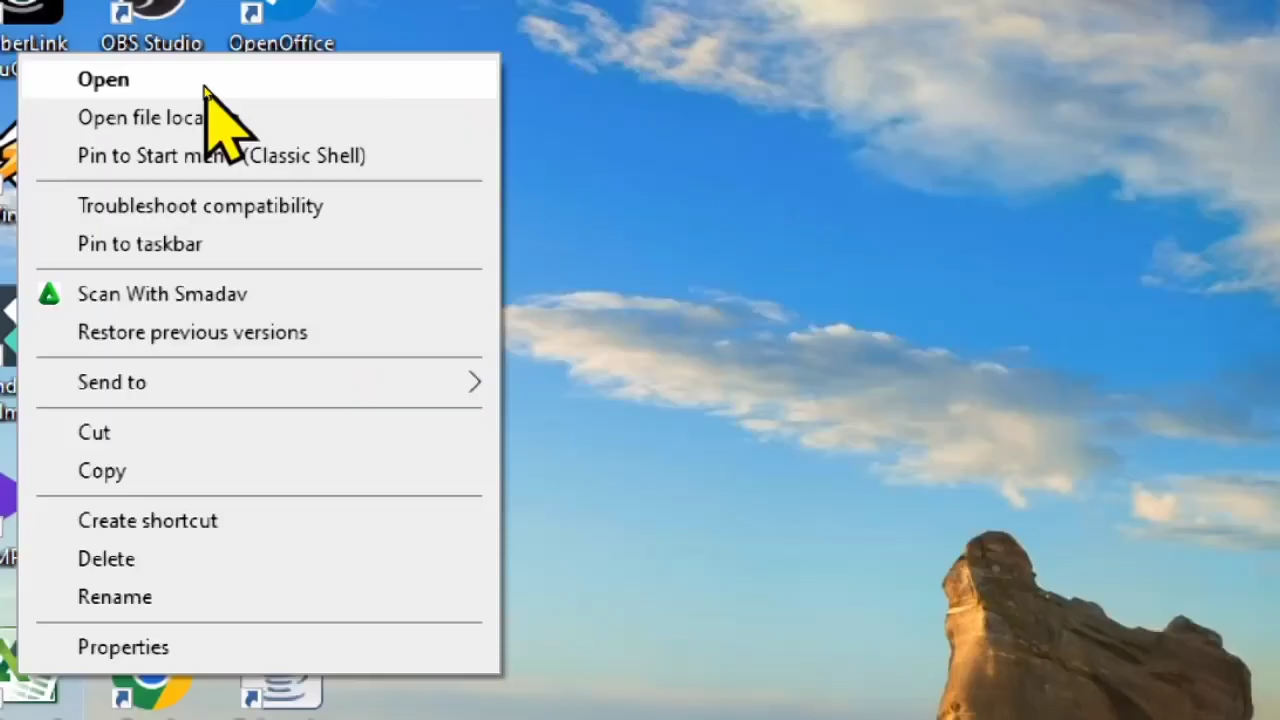 berLink OBS Studio OpenOffice
Open
Open file loca
Pin to Start men (Classic Shell)
Troubleshoot compatibility
Pin to taskbar
Scan With Smadav
Restore previous versions
Send to
Cut
Copy
Create shortcut
Delete
Rename
Properties